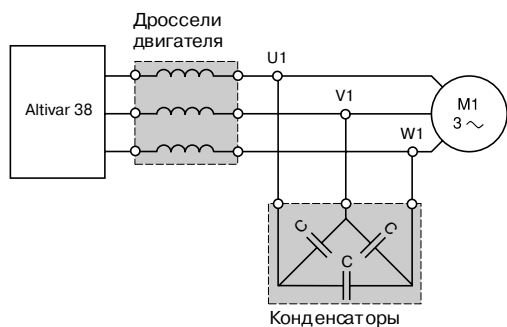 Дроссели
двигателя
U1
V1
W1
Altivar 38
M1
3 ~
C
C
C
Конденсаторы